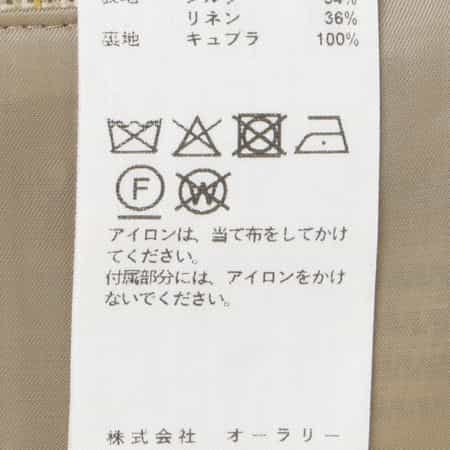 リネン 36%
裏地 キュプラ 100%
F
W
アイロンは、当て布をしてかけ
てください。
付属部分には、アイロンをかけ
ないでください。
株式会社 オーラリー